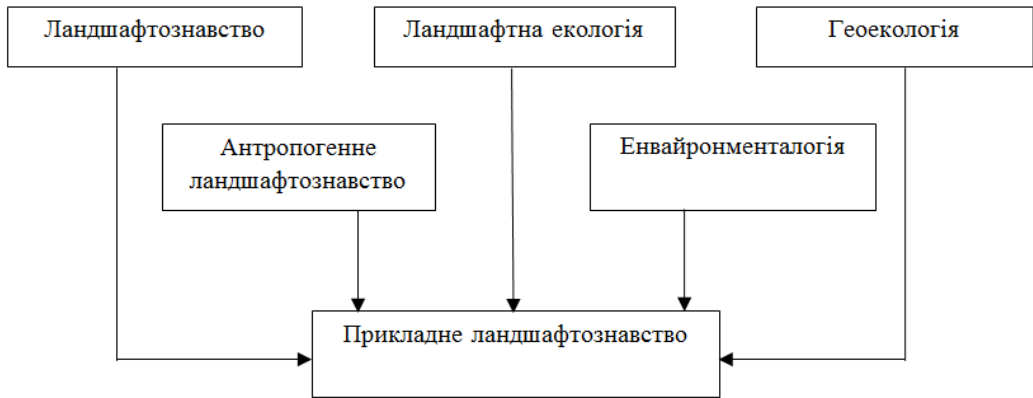 Ландшафтознавство
Ландшафтна екологія
Геоекологія
Антропогенне
ландшафтознавство
Енвайронменталогія
Прикладне ландшафтознавство